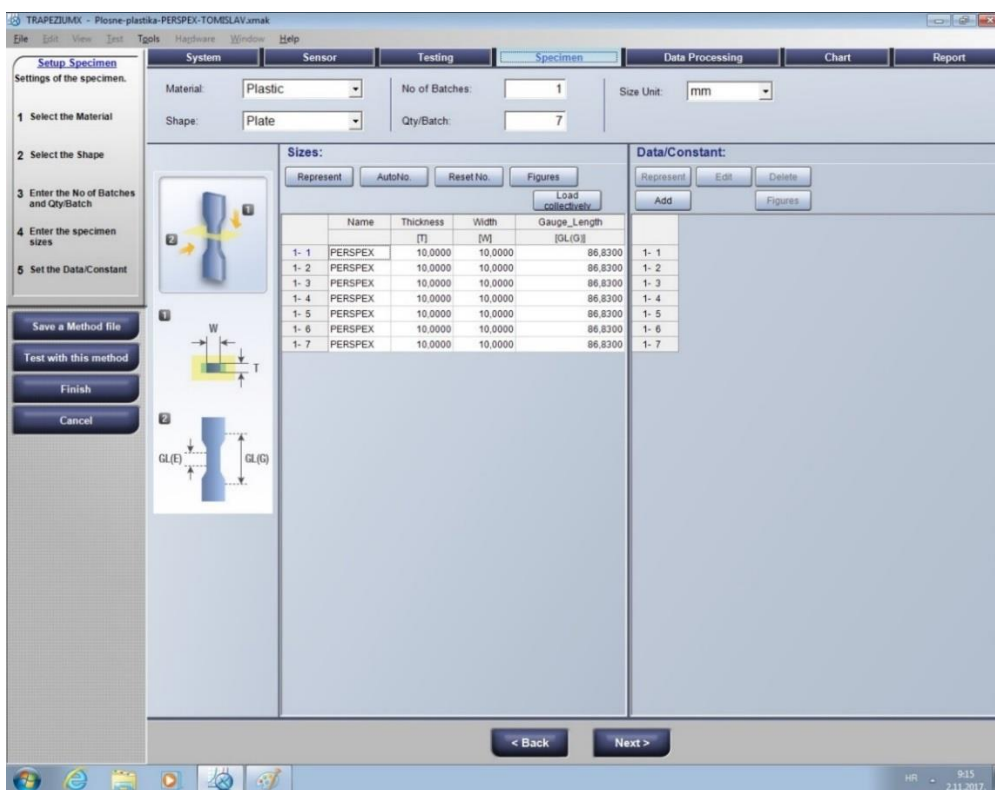 TRAPEZIUMX - Plosne-plastika-PERSPEX-TOMISLAV.xmak
File Edit View Test Tools Hardware Window Help
Setup Specimen
Settings of the specimen.
1 Select the Material
2 Select the Shape
3 Enter the No of Batches
and Qty/Batch
4 Enter the specimen
sizes
5 Set the Data/Constant
Save a Method file
Test with this method
Finish
Cancel
System Sensor Testing Specimen Data Processing Chart Report
Material: Plastic No of Batches: 1 Size Unit: mm
Shape: Plate Qty/Batch: 7
1
2
1
W
T
2
GL(E) GL(G)
Sizes:
Represent AutoNo. Reset No. Figures
Load
collectively
Name Thickness Width Gauge_Length
[T] [W] [GL(G)]
1- 1 PERSPEX 10,0000 10,0000 86,8300
1- 2 PERSPEX 10,0000 10,0000 86,8300
1- 3 PERSPEX 10,0000 10,0000 86,8300
1- 4 PERSPEX 10,0000 10,0000 86,8300
1- 5 PERSPEX 10,0000 10,0000 86,8300
1- 6 PERSPEX 10,0000 10,0000 86,8300
1- 7 PERSPEX 10,0000 10,0000 86,8300
Data/Constant:
Represent Edit Delete
Add Figures
1- 1
1- 2
1- 3
1- 4
1- 5
1- 6
1- 7
< Back Next >
HR 9:15
2.11.2017.